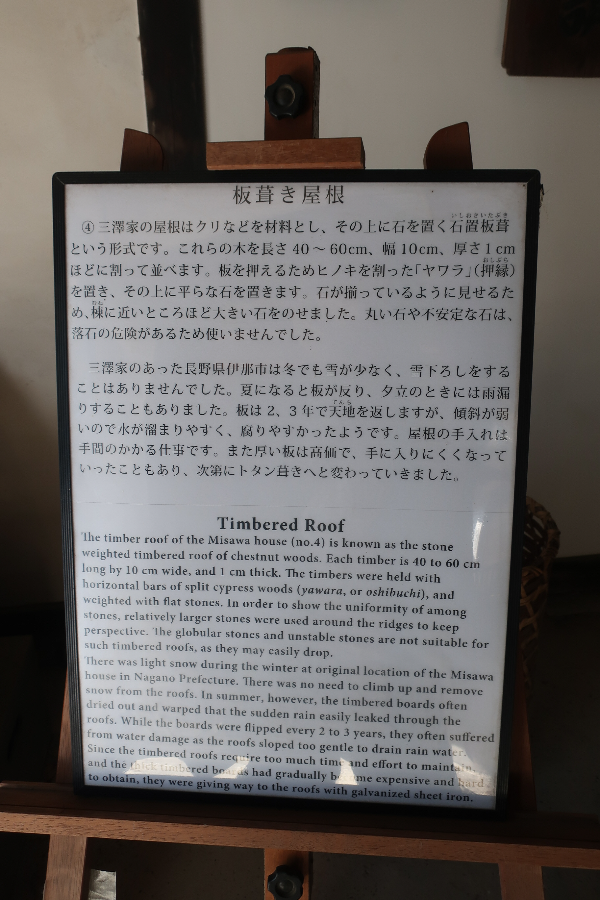 板葺き屋根
④三澤家の屋根はクリなどを材料とし、その上に石を置く石置板葺
という形式です。これらの木を長さ40～60cm、幅10cm、厚さ1cm
ほどに割って並べます。板を押えるためヒノキを割った「ヤワラ」(押縁)
を置き、その上に平らな石を置きます。石が揃っているように見せるた
め、棟に近いところほど大きい石をのせました。丸い石や不安定な石は、
落石の危険があるため使いませんでした。
三澤家のあった長野県伊那市は冬でも雪が少なく、雪下ろしをする
ことはありませんでした。夏になると板が反り、夕立のときには雨漏
りすることもありました。板は2、3年で天地を返しますが、傾斜が弱
いので水が溜まりやすく、腐りやすかったようです。屋根の手入れは
手間のかかる仕事です。また厚い板は高価で、手に入りにくくなって
いったこともあり、次第にトタン葺きへと変わっていきました。
Timbered Roof
The timber roof of the Misawa house (no.4) is known as the stone
weighted timbered roof of chestnut woods. Each timber is 40 to 60 cm
long by 10 cm wide, and 1 cm thick. The timbers were held with
horizontal bars of split cypress woods (yawara, or oshibuchi), and
weighted with flat stones. In order to show the uniformity of among
stones, relatively larger stones were used around the ridges to keep
perspective. The globular stones and unstable stones are not suitable for
such timbered roofs, as they may easily drop.
There was light snow during the winter at original location of the Misawa
house in Nagano Prefecture. There was no need to climb up and remove
snow from the roofs. In summer, however, the timbered boards often
dried out and warped that the sudden rain easily leaked through the
roofs. While the boards were flipped every 2 to 3 years, they often suffered
from water damage as the roofs sloped too gentle to drain rain water.
Since the timbered roofs require too much time and effort to maintain,
and the thick timbered boards had gradually became expensive and hard
to obtain, they were giving way to the roofs with galvanized sheet iron.